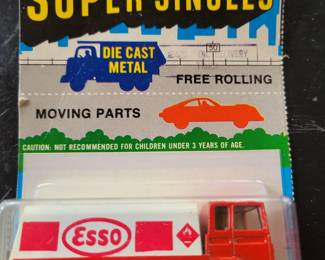 SUPER SINGLES
DIE CAST
METAL
50
FREE ROLLING
MOVING PARTS
CAUTION: NOT RECOMMENDED FOR CHILDREN UNDER 3 YEARS OF AGE.
Esso